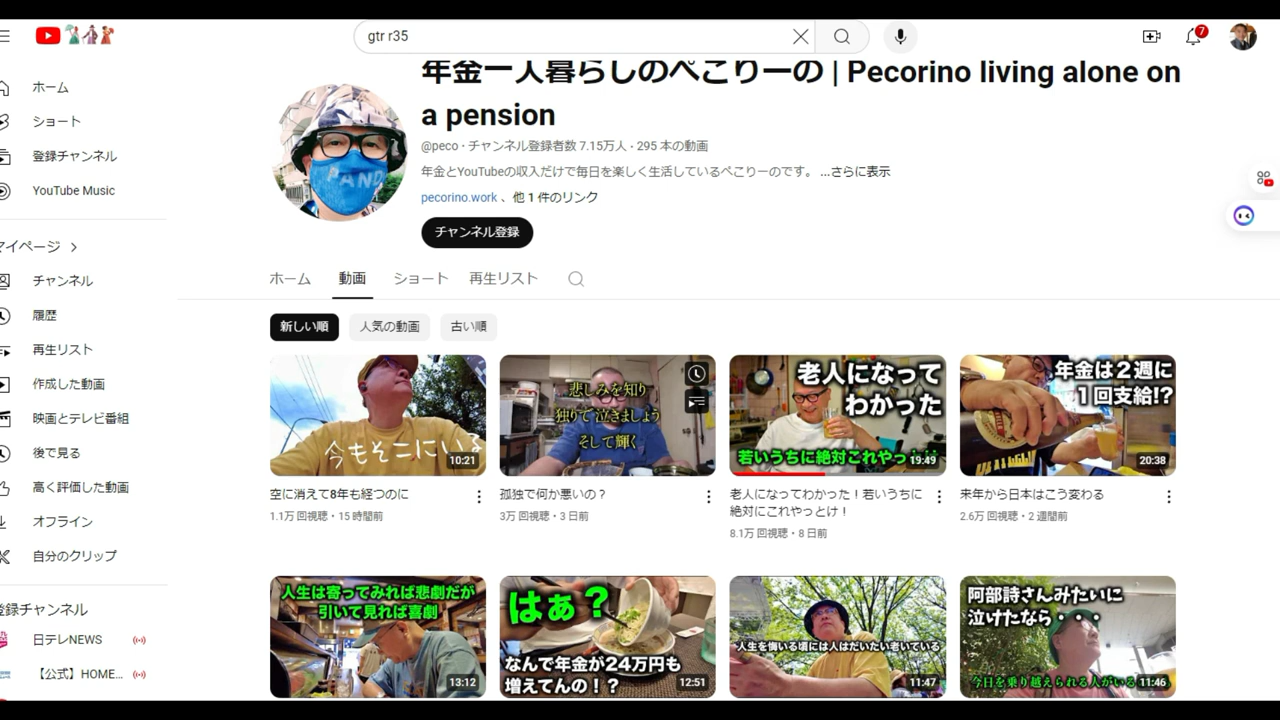 gtr r35
7
年金一人暮らしのぺこりーの | Pecorino living alone on
a pension
@peco・チャンネル登録者数 7.15万人・295 本の動画
年金とYouTubeの収入だけで毎日を楽しく生活しているぺこりーのです。 ...さらに表示
pecorino.work 、他 1 件のリンク
チャンネル登録
ホーム
ショート
登録チャンネル
YouTube Music
マイページ
チャンネル
履歴
再生リスト
作成した動画
映画とテレビ番組
後で見る
高く評価した動画
オフライン
自分のクリップ
登録チャンネル
日テレNEWS
【公式】HOME...
ホーム 動画 ショート 再生リスト
新しい順 人気の動画 古い順
今もそこにいる
10:21
空に消えて8年も経つのに
1.1万 回視聴・15 時間前
悲しみを知り
独りで泣きましょう
そして輝く
孤独で何か悪いの？
3万 回視聴・3 日前
老人になって
わかった
若いうちに絶対これやっ
19:49
老人になってわかった！若いうちに
絶対にこれやっとけ！
8.1万 回視聴・8 日前
年金は２週に
１回支給!?
20:38
来年から日本はこう変わる
2.6万 回視聴・2 週間前
人生は寄ってみれば悲劇だが
引いて見れば喜劇
13:12
はぁ？
なんで年金が24万円も
増えてんの！？
12:51
人生を悔いる頃には人はだいたい老いている
11:47
阿部詩さんみたいに
泣けたなら・・・
今日を乗り越えられる人がいる
11:46